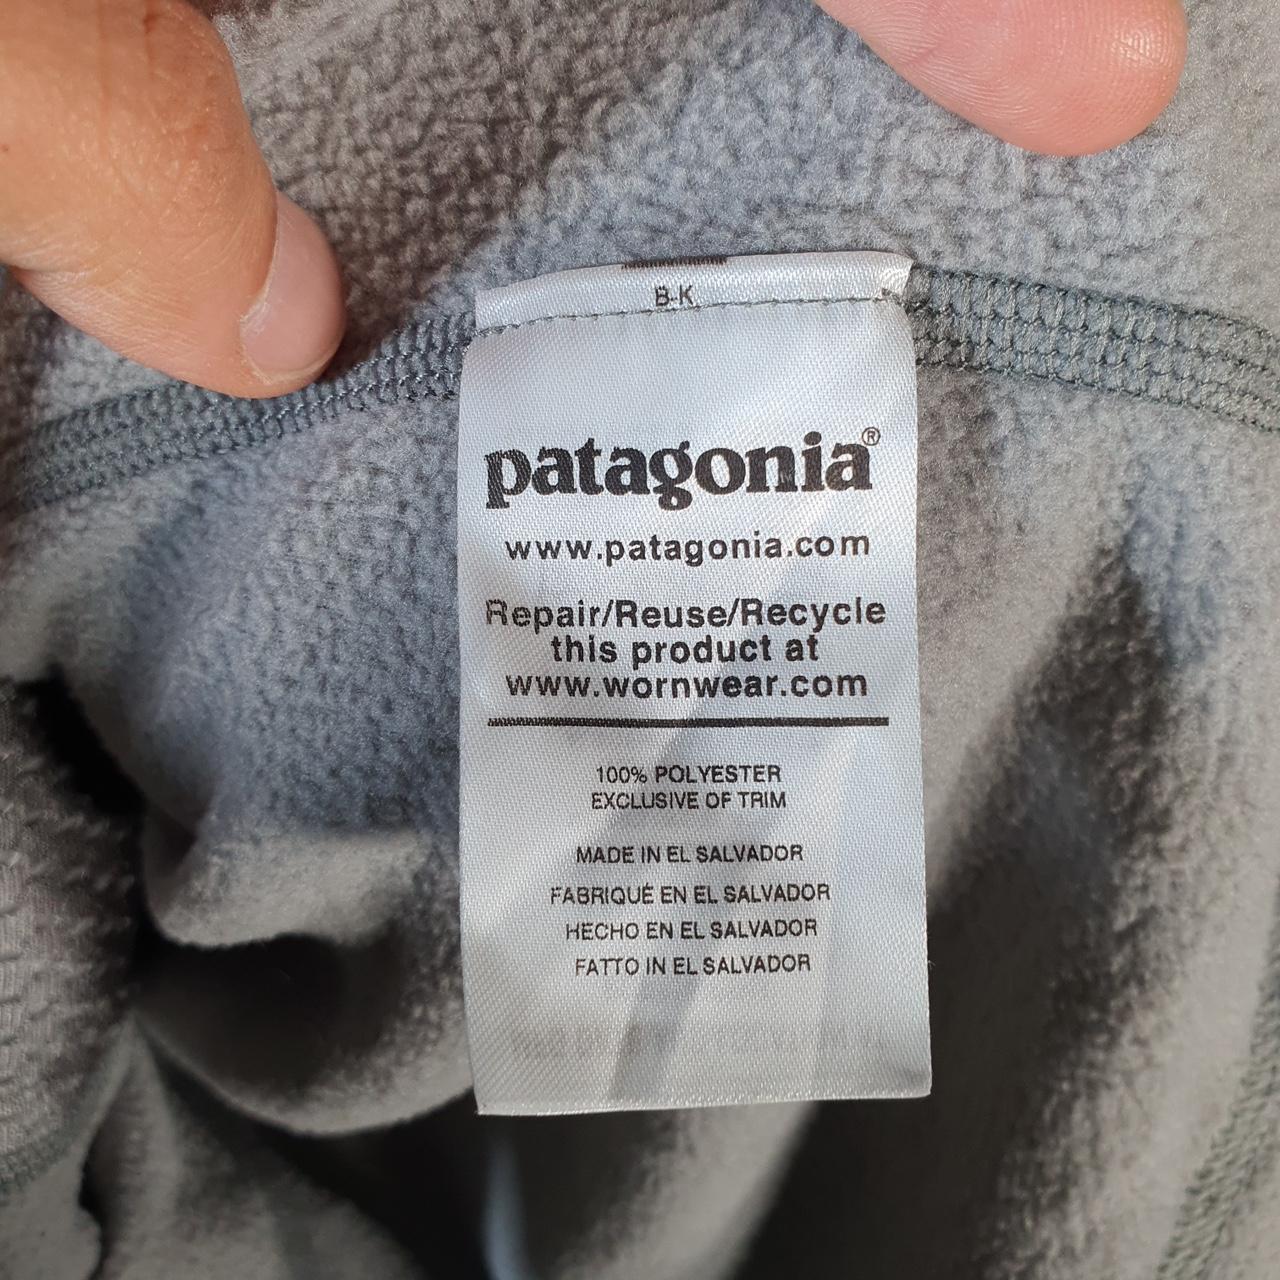 B-K
patagonia®
www.patagonia.com
Repair/Reuse/Recycle
this product at
www.wornwear.com
100% POLYESTER
EXCLUSIVE OF TRIM
MADE IN EL SALVADOR
FABRIQUÉ EN EL SALVADOR
HECHO EN EL SALVADOR
FATTO IN EL SALVADOR